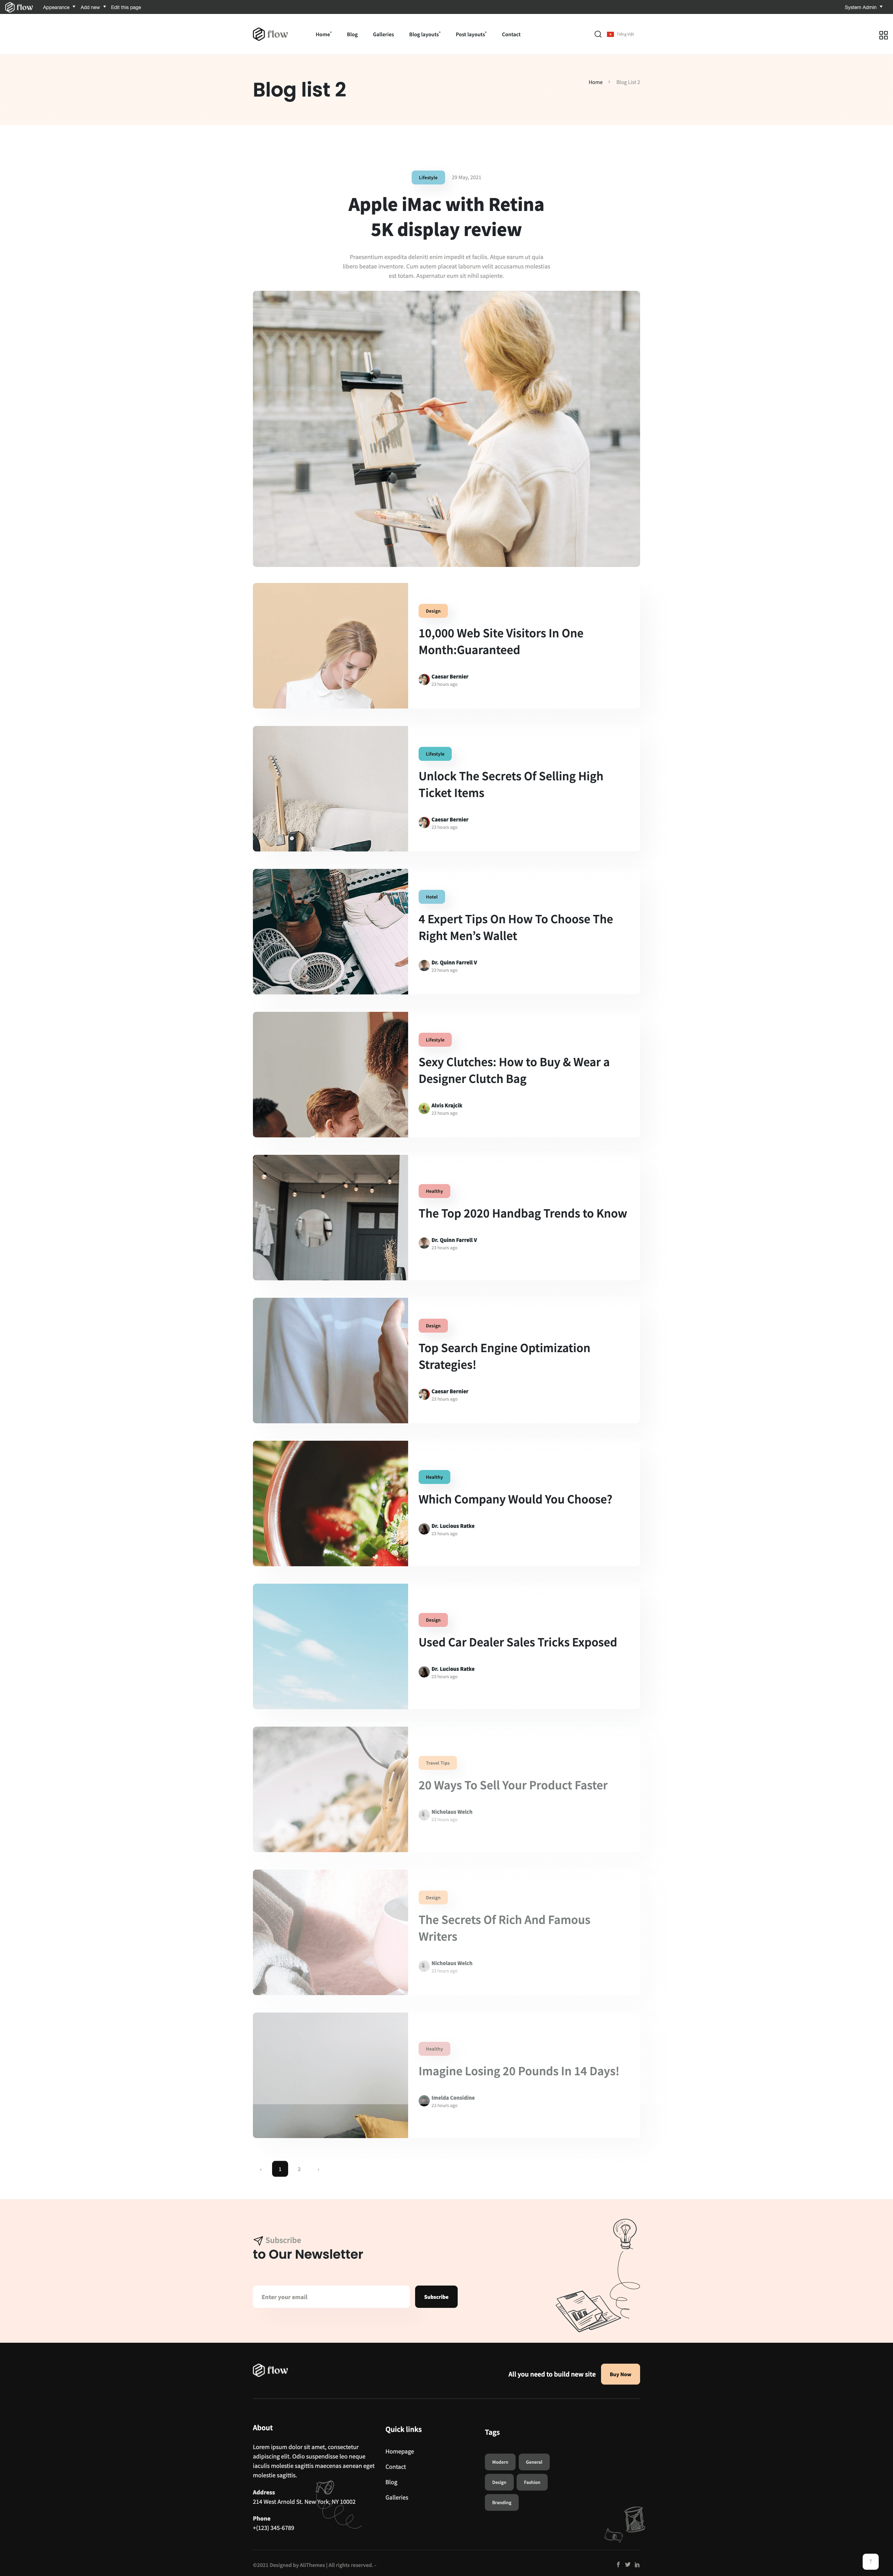 flow Appearance Add new Edit this page System Admin
flow Home Blog Galleries Blog layouts Post layouts Contact Tiếng Việt
Blog list 2
Home Blog List 2
Lifestyle 29 May, 2021
Apple iMac with Retina
5K display review
Praesentium expedita deleniti enim impedit et facilis. Atque earum ut quia
libero beatae inventore. Cum autem placeat laborum velit accusamus molestias
est totam. Aspernatur eum sit nihil sapiente.
Design
10,000 Web Site Visitors In One
Month:Guaranteed
Caesar Bernier
23 hours ago
Lifestyle
Unlock The Secrets Of Selling High
Ticket Items
Caesar Bernier
23 hours ago
Hotel
4 Expert Tips On How To Choose The
Right Men’s Wallet
Dr. Quinn Farrell V
23 hours ago
Lifestyle
Sexy Clutches: How to Buy & Wear a
Designer Clutch Bag
Alvis Krajcik
23 hours ago
Healthy
The Top 2020 Handbag Trends to Know
Dr. Quinn Farrell V
23 hours ago
Design
Top Search Engine Optimization
Strategies!
Caesar Bernier
23 hours ago
Healthy
Which Company Would You Choose?
Dr. Lucious Ratke
23 hours ago
Design
Used Car Dealer Sales Tricks Exposed
Dr. Lucious Ratke
23 hours ago
Travel Tips
20 Ways To Sell Your Product Faster
Nicholaus Welch
23 hours ago
Design
The Secrets Of Rich And Famous
Writers
Nicholaus Welch
23 hours ago
Healthy
Imagine Losing 20 Pounds In 14 Days!
Imelda Considine
23 hours ago
‹ 1 2 ›
Subscribe
to Our Newsletter
Enter your email Subscribe
flow All you need to build new site Buy Now
About
Lorem ipsum dolor sit amet, consectetur
adipiscing elit. Odio suspendisse leo neque
iaculis molestie sagittis maecenas aenean eget
molestie sagittis.
Address
214 West Arnold St. New York, NY 10002
Phone
+(123) 345-6789
Quick links
Homepage
Contact
Blog
Galleries
Tags
Modern General
Design Fashion
Branding
©2021 Designed by AliThemes | All rights reserved. -